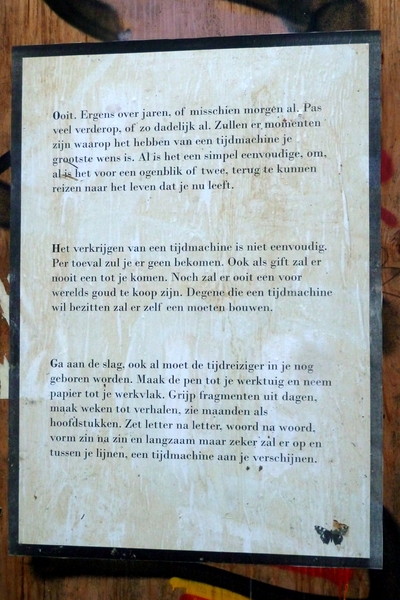 Ooit. Ergens over jaren, of misschien morgen al. Pas
veel verderop, of zo dadelijk al. Zullen er momenten
zijn waarop het hebben van een tijdmachine je
grootste wens is. Al is het een simpel eenvoudige, om,
al is het voor een ogenblik of twee, terug te kunnen
reizen naar het leven dat je nu leeft.

Het verkrijgen van een tijdmachine is niet eenvoudig.
Per toeval zul je er geen bekomen. Ook als gift zal er
nooit een tot je komen. Noch zal er ooit een voor
werelds goud te koop zijn. Degene die een tijdmachine
wil bezitten zal er zelf een moeten bouwen.

Ga aan de slag, ook al moet de tijdreiziger in je nog
geboren worden. Maak de pen tot je werktuig en neem
papier tot je werkvlak. Grijp fragmenten uit dagen,
maak weken tot verhalen, zie maanden als
hoofdstukken. Zet letter na letter, woord na woord,
vorm zin na zin en langzaam maar zeker zal er op en
tussen je lijnen, een tijdmachine aan je verschijnen.